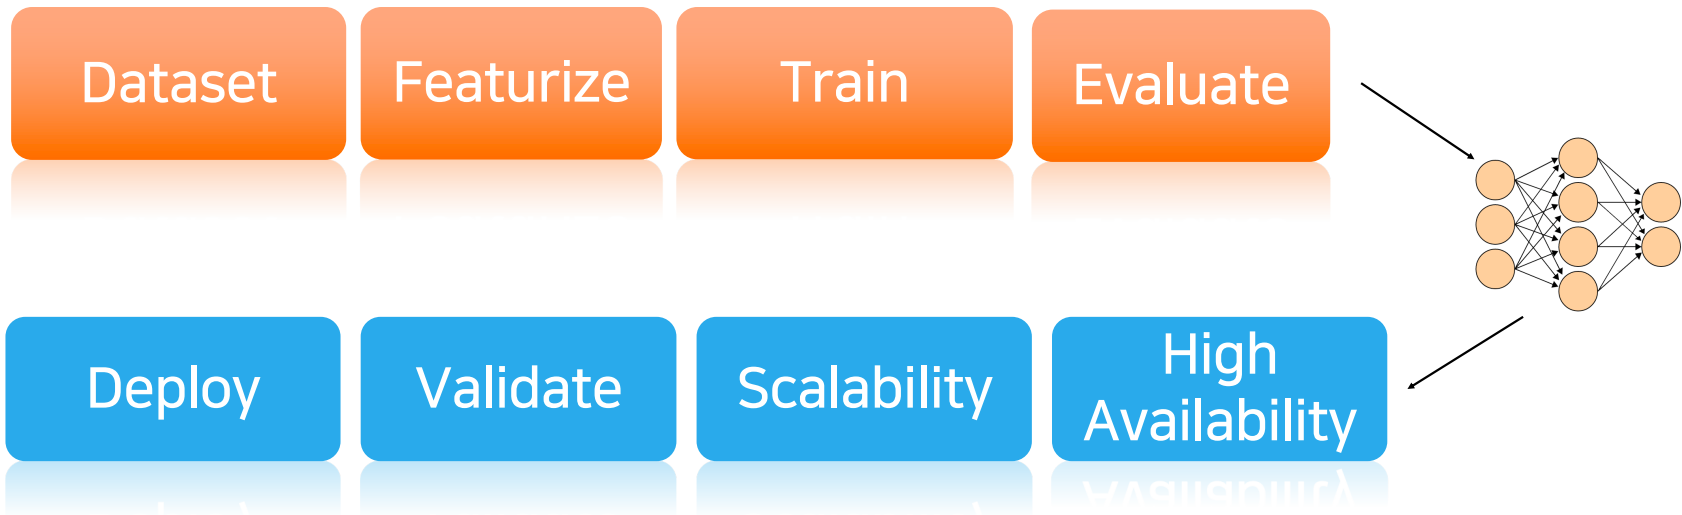 Dataset
Featurize
Train
Evaluate
Deploy
Validate
Scalability
High
Availability